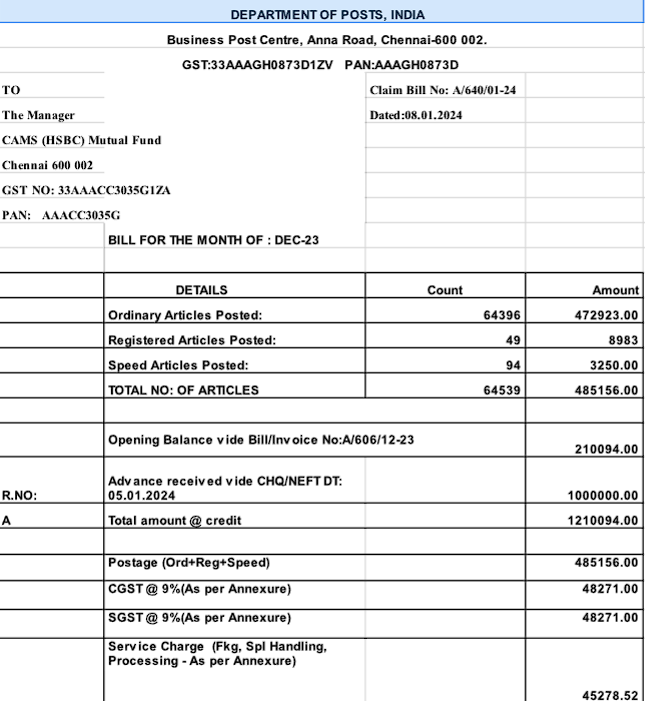 DEPARTMENT OF POSTS, INDIA
Business Post Centre, Anna Road, Chennai-600 002.
GST:33AAAGH0873D1ZV PAN:AAAGH0873D
TO
Claim Bill No: A/640/01-24
The Manager
Dated:08.01.2024
CAMS (HSBC) Mutual Fund
Chennai 600 002
GST NO: 33AAACC3035G1ZA
PAN: AAACC3035G
BILL FOR THE MONTH OF : DEC-23
DETAILS Count Amount
Ordinary Articles Posted: 64396 472923.00
Registered Articles Posted: 49 8983
Speed Articles Posted: 94 3250.00
TOTAL NO: OF ARTICLES 64539 485156.00
Opening Balance vide Bill/Invoice No:A/606/12-23 210094.00
Advance received vide CHQ/NEFT DT:
R.NO: 05.01.2024 1000000.00
A Total amount @ credit 1210094.00
Postage (Ord+Reg+Speed) 485156.00
CGST @ 9%(As per Annexure) 48271.00
SGST @ 9%(As per Annexure) 48271.00
Service Charge (Fkg, Spl Handling,
Processing - As per Annexure)
45278.52